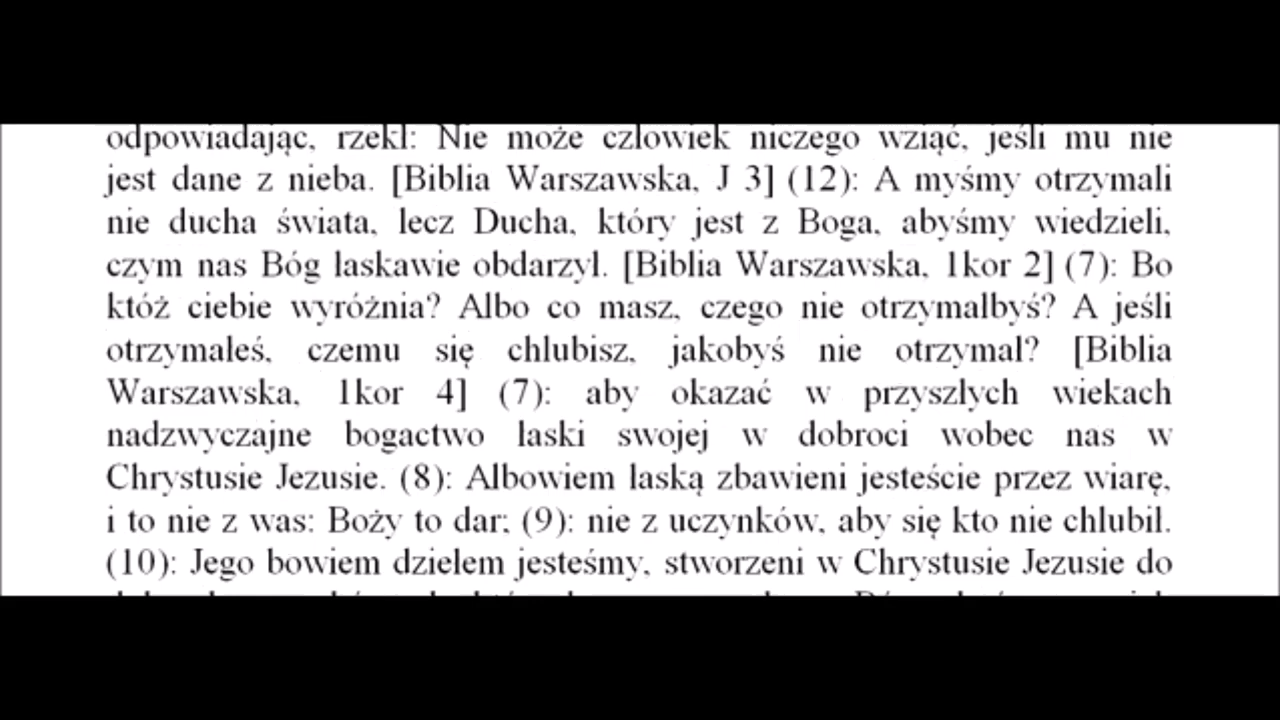 odpowiadając, rzekł: Nie może człowiek niczego wziąć, jeśli mu nie
jest dane z nieba. [Biblia Warszawska, J 3] (12): A myśmy otrzymali
nie ducha świata, lecz Ducha, który jest z Boga, abyśmy wiedzieli,
czym nas Bóg łaskawie obdarzył. [Biblia Warszawska, 1kor 2] (7): Bo
któż ciebie wyróżnia? Albo co masz, czego nie otrzymałbyś? A jeśli
otrzymałeś, czemu się chlubisz, jakobyś nie otrzymał? [Biblia
Warszawska, 1kor 4] (7): aby okazać w przyszłych wiekach
nadzwyczajne bogactwo łaski swojej w dobroci wobec nas w
Chrystusie Jezusie. (8): Albowiem łaską zbawieni jesteście przez wiarę,
i to nie z was: Boży to dar; (9): nie z uczynków, aby się kto nie chlubił.
(10): Jego bowiem dziełem jesteśmy, stworzeni w Chrystusie Jezusie do